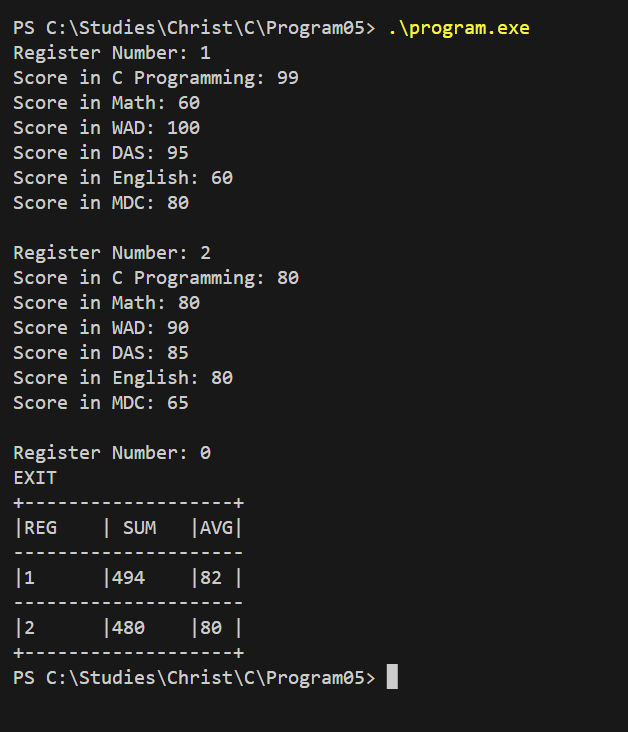 PS C:\Studies\Christ\C\Program05> .\program.exe
Register Number: 1
Score in C Programming: 99
Score in Math: 60
Score in WAD: 100
Score in DAS: 95
Score in English: 60
Score in MDC: 80

Register Number: 2
Score in C Programming: 80
Score in Math: 80
Score in WAD: 90
Score in DAS: 85
Score in English: 80
Score in MDC: 65

Register Number: 0
EXIT
+-------------------+
|REG    | SUM   |AVG|
---------------------
|1      |494    |82 |
---------------------
|2      |480    |80 |
+-------------------+
PS C:\Studies\Christ\C\Program05>